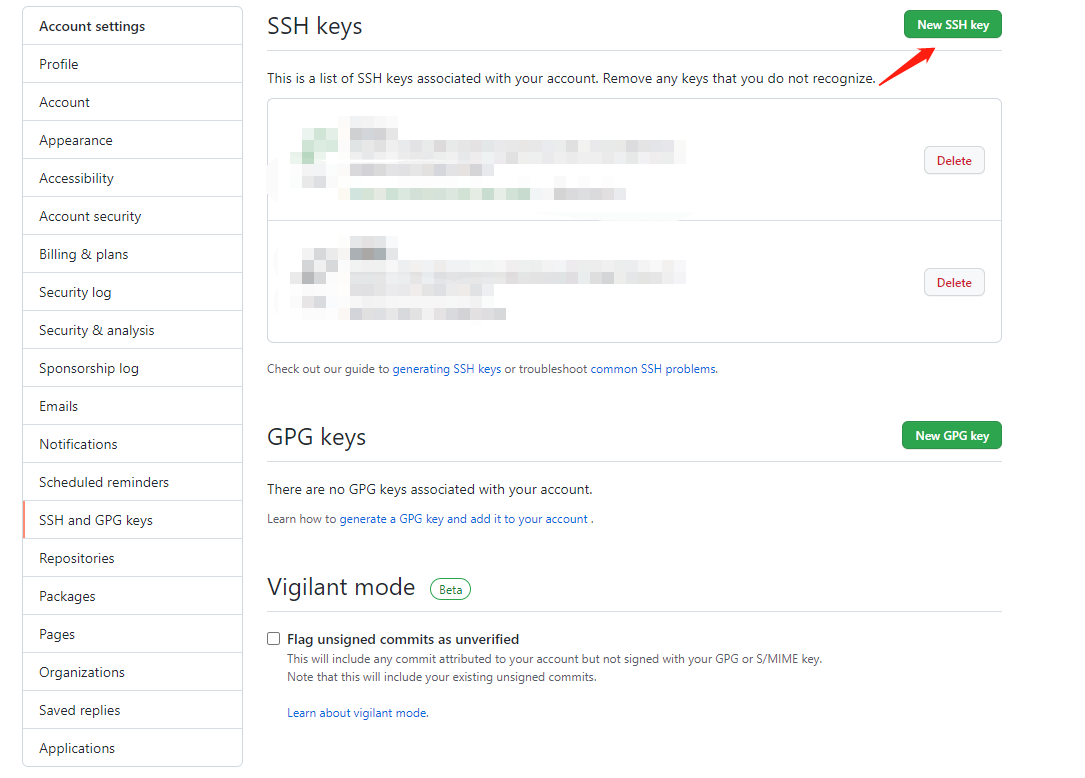 Account settings
Profile
Account
Appearance
Accessibility
Account security
Billing & plans
Security log
Security & analysis
Sponsorship log
Emails
Notifications
Scheduled reminders
SSH and GPG keys
Repositories
Packages
Pages
Organizations
Saved replies
Applications
SSH keys
New SSH key
This is a list of SSH keys associated with your account. Remove any keys that you do not recognize.
Delete
Delete
Check out our guide to generating SSH keys or troubleshoot common SSH problems.
GPG keys
New GPG key
There are no GPG keys associated with your account.
Learn how to generate a GPG key and add it to your account .
Vigilant mode
Beta
Flag unsigned commits as unverified
This will include any commit attributed to your account but not signed with your GPG or S/MIME key.
Note that this will include your existing unsigned commits.
Learn about vigilant mode.